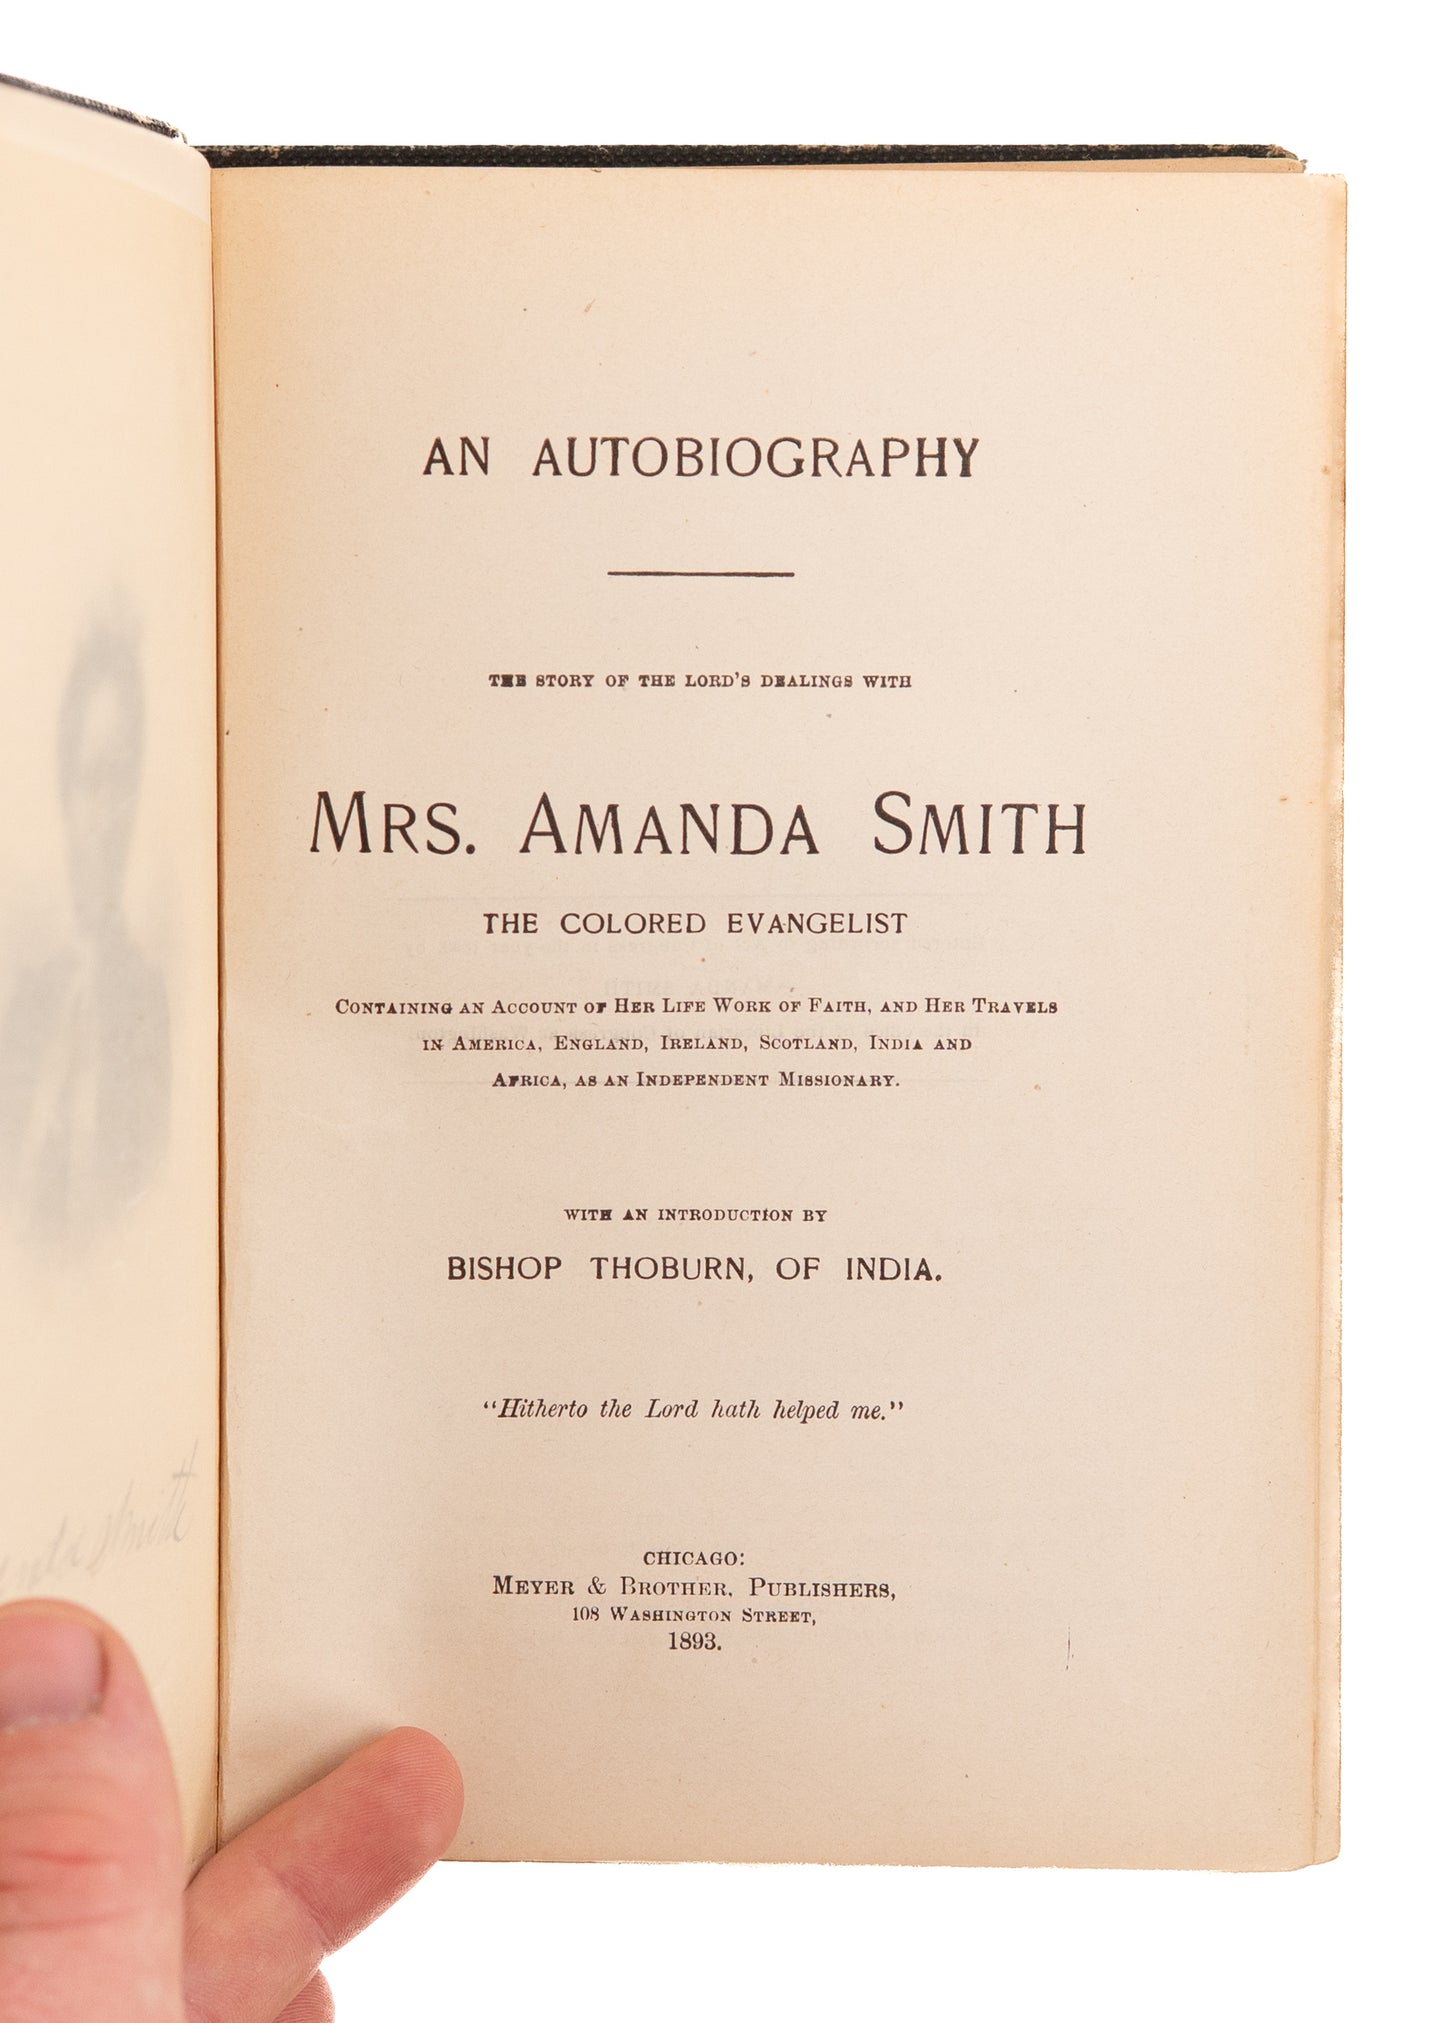 AN AUTOBIOGRAPHY
THE STORY OF THE LORD'S DEALINGS WITH
MRS. AMANDA SMITH
THE COLORED EVANGELIST
CONTAINING AN ACCOUNT OF HER LIFE WORK OF FAITH, AND HER TRAVELS
IN AMERICA, ENGLAND, IRELAND, SCOTLAND, INDIA AND
AFRICA, AS AN INDEPENDENT MISSIONARY.
WITH AN INTRODUCTION BY
BISHOP THOBURN, OF INDIA.
"Hitherto the Lord hath helped me."
CHICAGO:
MEYER & BROTHER, PUBLISHERS,
108 WASHINGTON STREET,
1893.
Smith